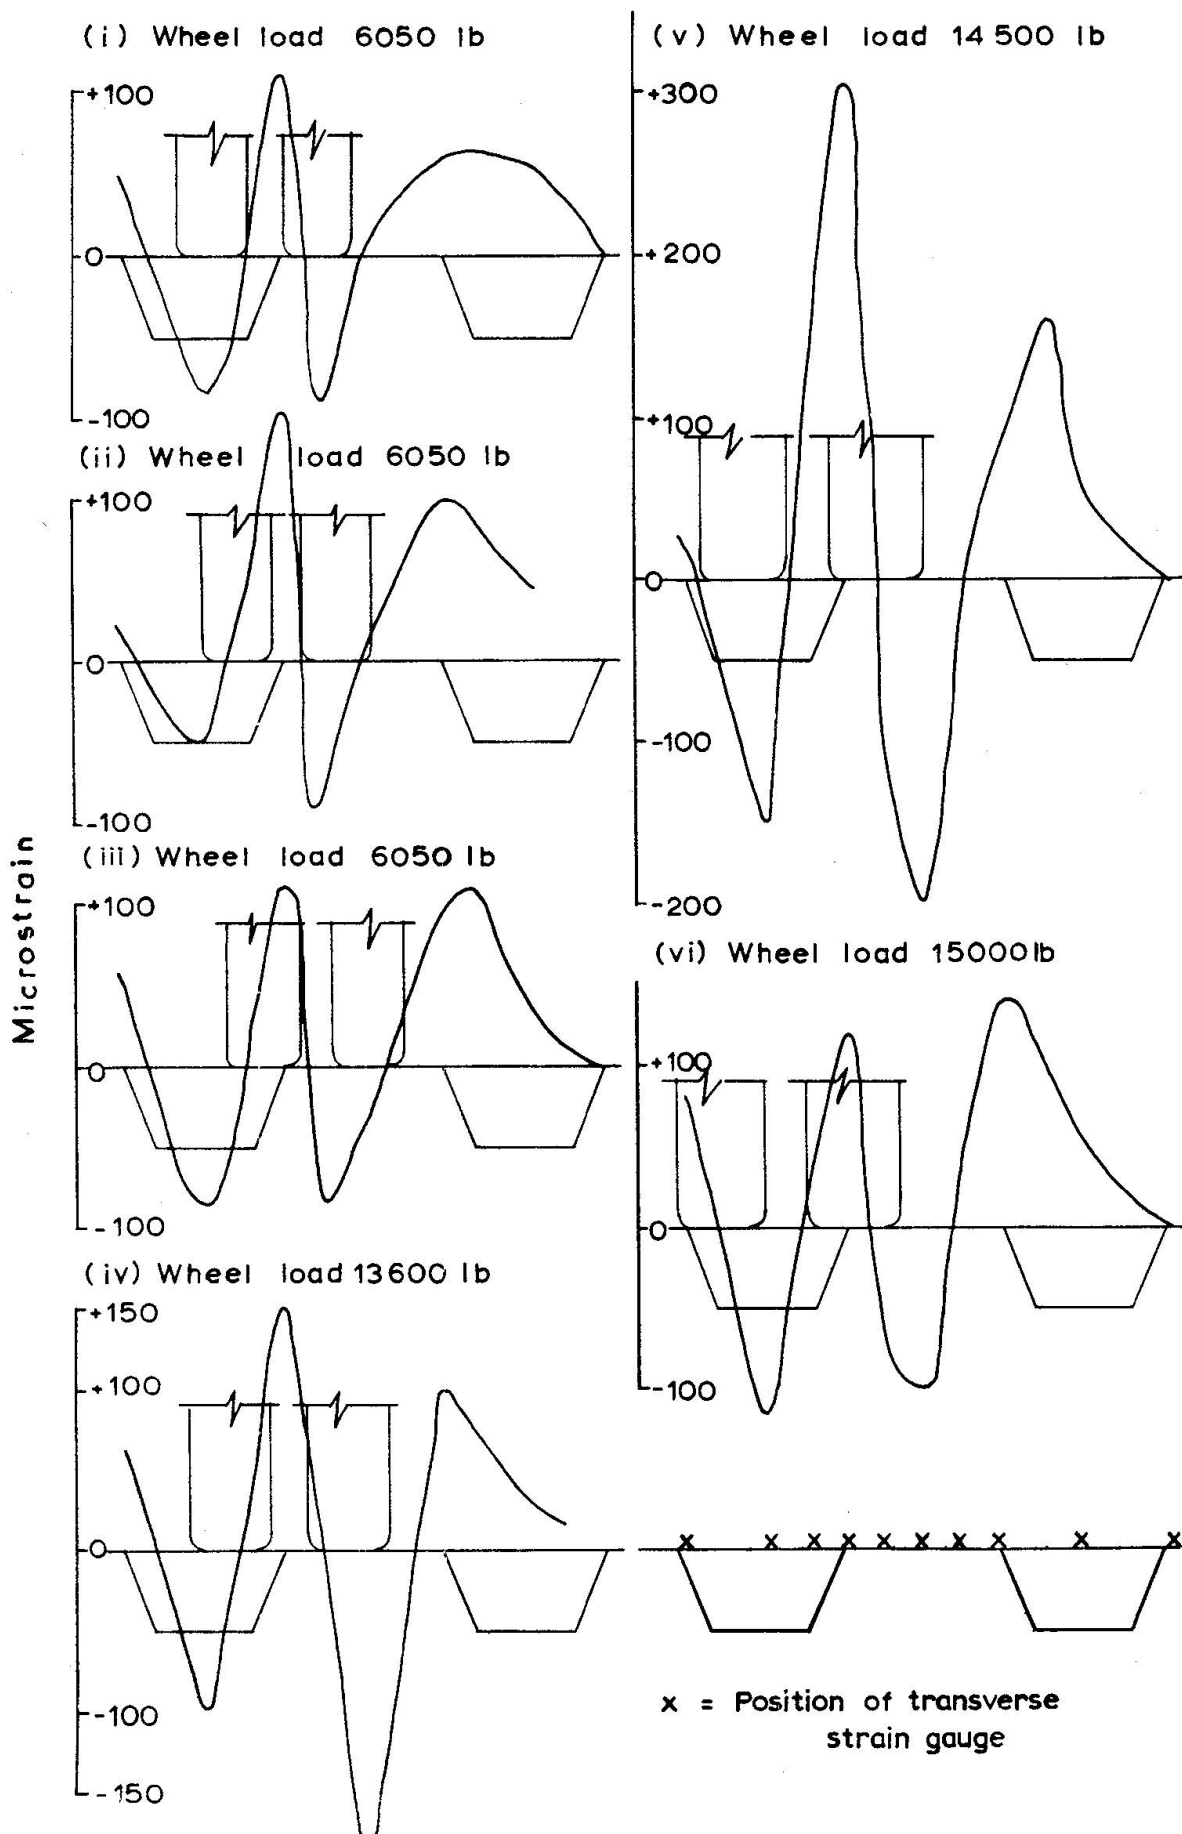 (i) Wheel load 6050 lb
+100
0
-100
(ii) Wheel load 6050 lb
+100
0
-100
(iii) Wheel load 6050 lb
+100
0
-100
(iv) Wheel load 13600 lb
+150
+100
0
-100
-150
Microstrain
(v) Wheel load 14 500 lb
+300
+200
+100
0
-100
-200
(vi) Wheel load 15000 lb
+100
0
-100
x x x x x x x x x x
x = Position of transverse
strain gauge